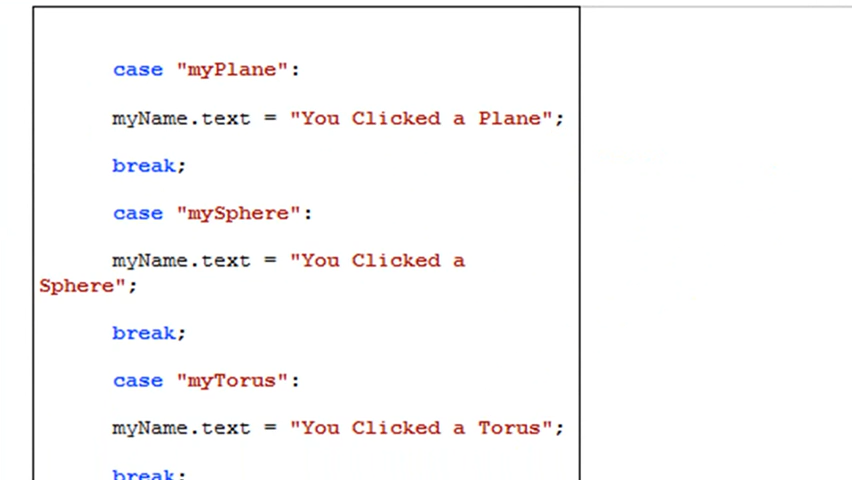 case "myPlane":
myName.text = "You Clicked a Plane";
break;
case "mySphere":
myName.text = "You Clicked a
Sphere";
break;
case "myTorus":
myName.text = "You Clicked a Torus";
break;